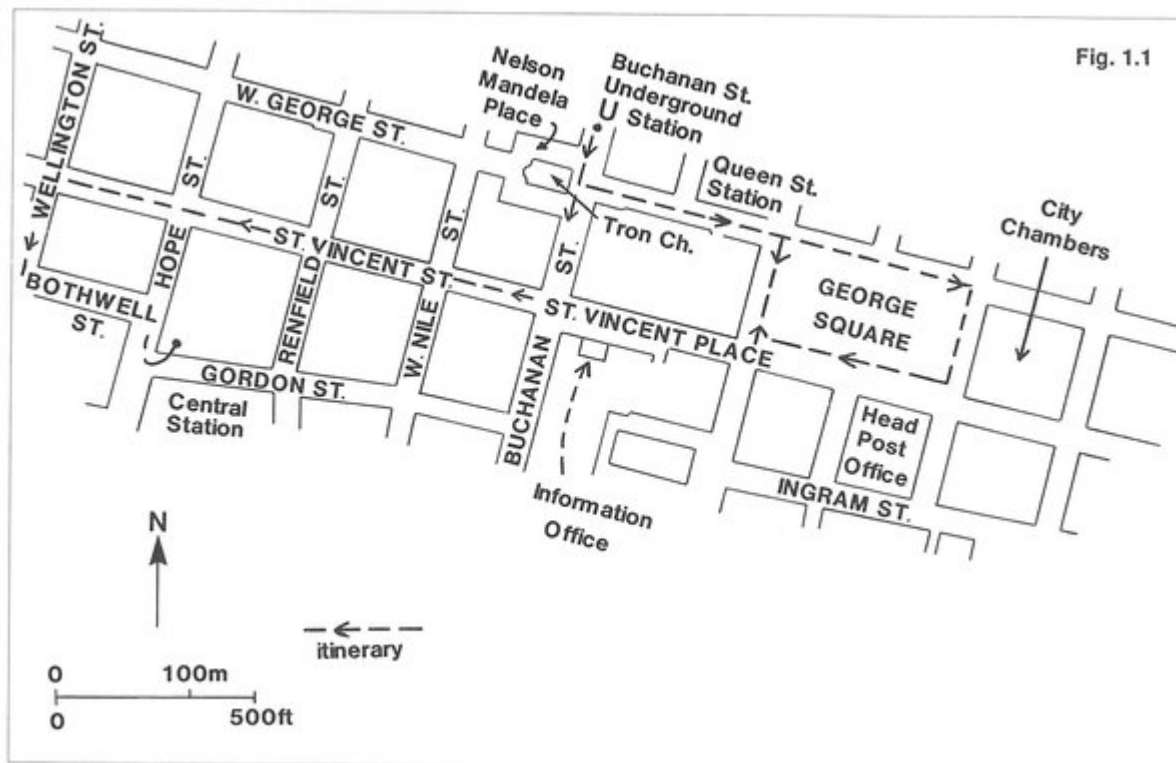 Fig. 1.1
Nelson
Mandela
Place
Buchanan St.
Underground
U Station
WELLINGTON ST.
W. GEORGE ST.
Queen St.
Station
City
Chambers
Tron Ch.
HOPE ST.
ST. VINCENT ST.
RENFIELD ST.
W. NILE ST.
BUCHANAN ST.
ST. VINCENT PLACE
GEORGE
SQUARE
BOTHWELL
ST.
GORDON ST.
Central
Station
Head
Post
Office
INGRAM ST.
Information
Office
N
itinerary
0 100m
0 500ft